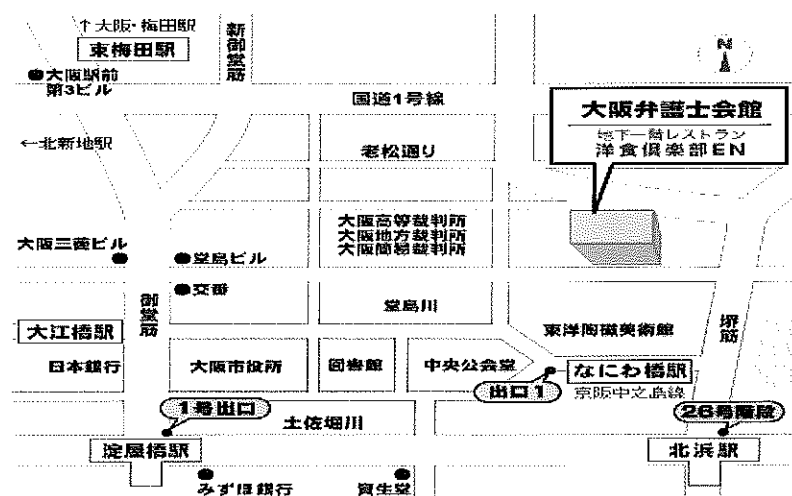 ↑大阪・梅田駅
東梅田駅
新御堂筋
N
大阪駅前
第3ビル
国道1号線
大阪弁護士会館
地下一階レストラン
洋食倶楽部EN
←北新地駅
老松通り
大阪高等裁判所
大阪地方裁判所
大阪簡易裁判所
大阪三菱ビル
堂島ビル
交番
御堂筋
堂島川
堺筋
大江橋駅
東洋陶磁美術館
日本銀行
大阪市役所
図書館
中央公会堂
なにわ橋駅
出口1
京阪中之島線
1号出口
土佐堀川
26号階段
淀屋橋駅
北浜駅
みずほ銀行
資生堂